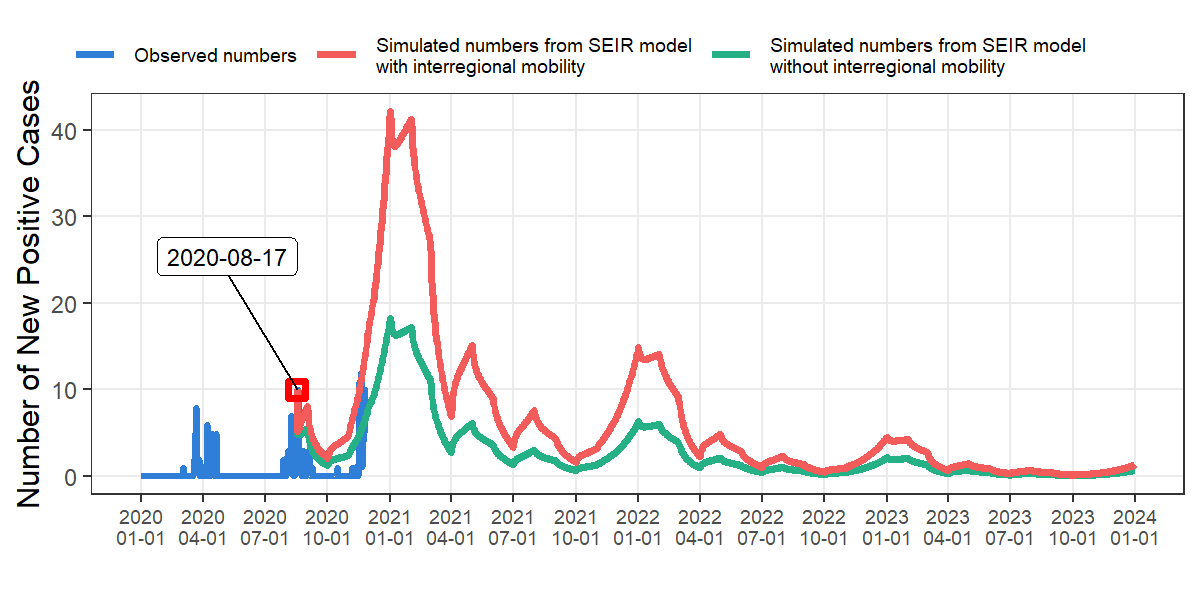 Observed numbers
Simulated numbers from SEIR model
with interregional mobility
Simulated numbers from SEIR model
without interregional mobility
Number of New Positive Cases
40
30
20
10
0
2020-08-17
2020 2020 2020 2020 2021 2021 2021 2021 2022 2022 2022 2022 2023 2023 2023 2023 2024
01-01 04-01 07-01 10-01 01-01 04-01 07-01 10-01 01-01 04-01 07-01 10-01 01-01 04-01 07-01 10-01 01-01